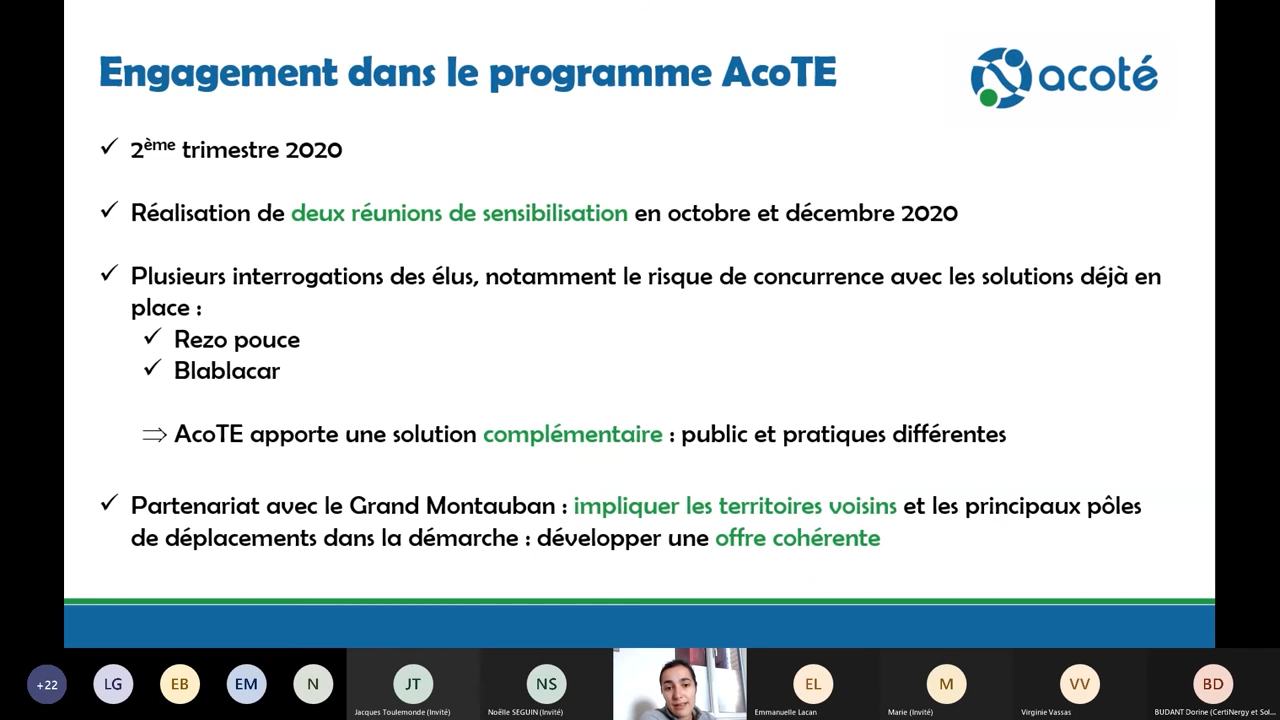 Engagement dans le programme AcoTE
acoté
✓ 2ème trimestre 2020
✓ Réalisation de deux réunions de sensibilisation en octobre et décembre 2020
✓ Plusieurs interrogations des élus, notamment le risque de concurrence avec les solutions déjà en
place :
✓ Rezo pouce
✓ Blablacar
⇒ AcoTE apporte une solution complémentaire : public et pratiques différentes
✓ Partenariat avec le Grand Montauban : impliquer les territoires voisins et les principaux pôles
de déplacements dans la démarche : développer une offre cohérente
+22 LG EB EM N JT NS EL M VV BD
Jacques Toulemonde (Invité) Noëlle SEGUIN (Invité) Emmanuelle Lacan Marie (Invité) Virginie Vassas BUDANT Dorine (CertiNergy et Sol...